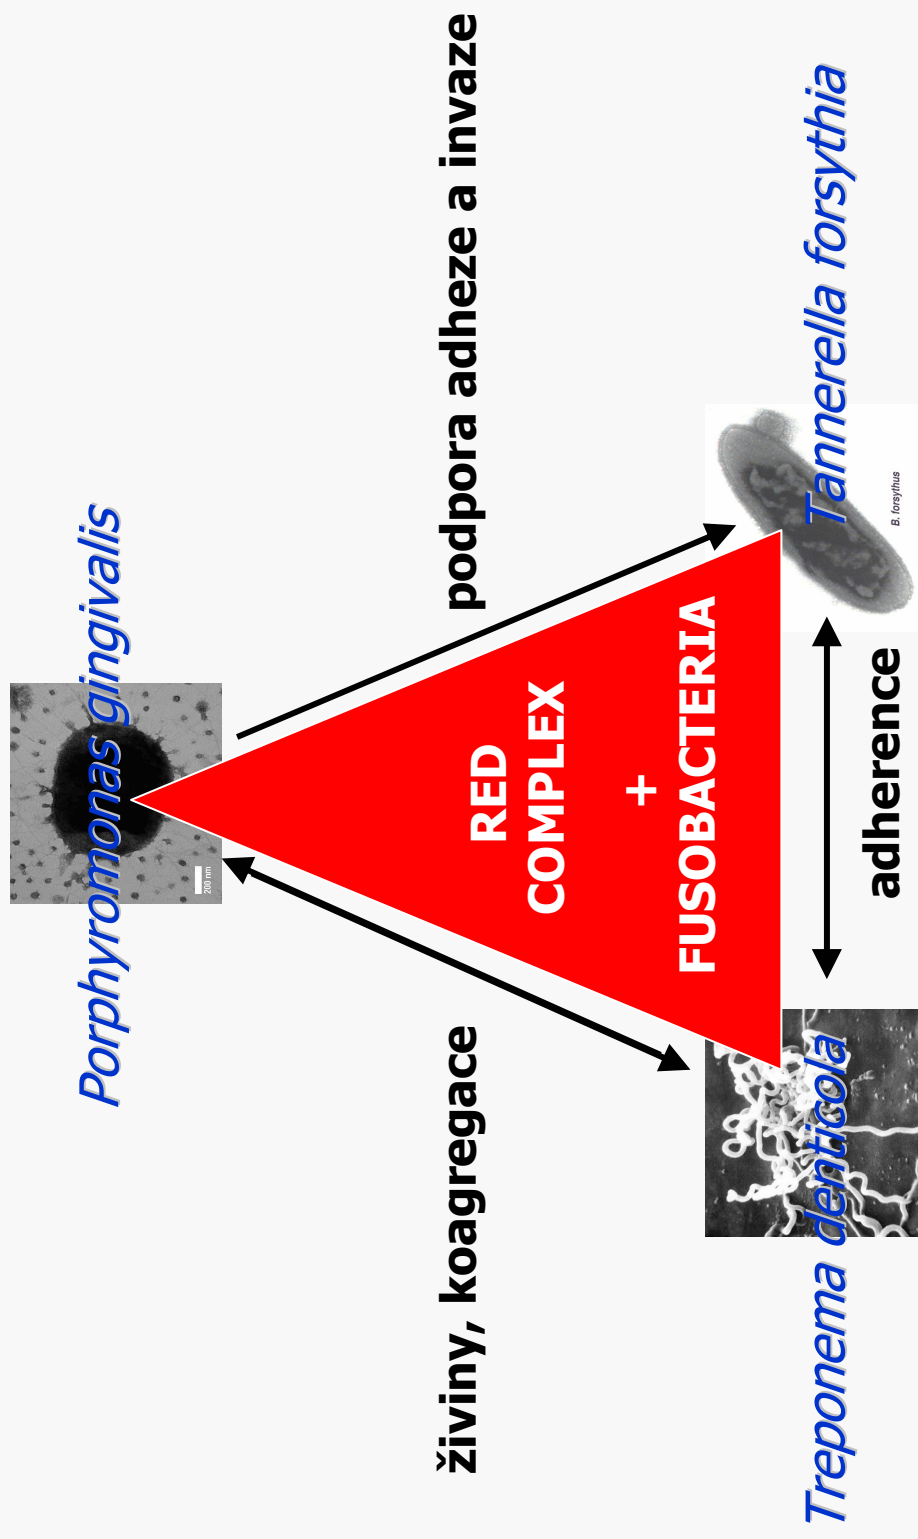 Porphyromonas gingivalis
200 nm
živiny, koagregace
podpora adheze a invaze
RED
COMPLEX
+
FUSOBACTERIA
Treponema denticola
Tannerella forsythia
B. forsythus
adherence